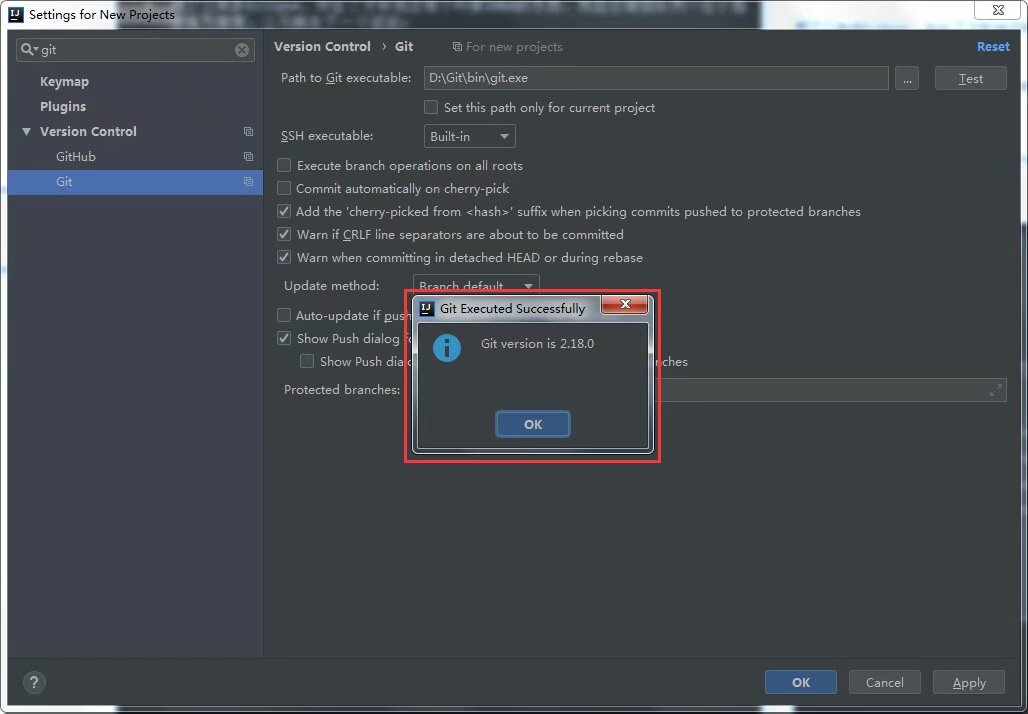 Settings for New Projects
git
Keymap
Plugins
Version Control
GitHub
Git
Version Control › Git
For new projects
Reset
Path to Git executable:
D:\Git\bin\git.exe
...
Test
Set this path only for current project
SSH executable:
Built-in
Execute branch operations on all roots
Commit automatically on cherry-pick
Add the 'cherry-picked from <hash>' suffix when picking commits pushed to protected branches
Warn if CRLF line separators are about to be committed
Warn when committing in detached HEAD or during rebase
Update method:
Branch default
Auto-update if push
Show Push dialog
Show Push
Protected branches:
Git Executed Successfully
Git version is 2.18.0
OK
?
OK
Cancel
Apply